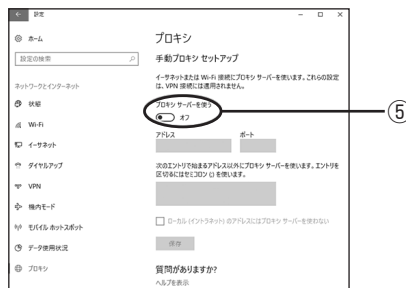 ← 設定
ホーム
設定の検索
ネットワークとインターネット
状態
Wi-Fi
イーサネット
ダイヤルアップ
VPN
機内モード
モバイル ホットスポット
データ使用状況
プロキシ
プロキシ
手動プロキシ セットアップ
イーサネットまたは Wi-Fi 接続にプロキシ サーバーを使います。これらの設定
は、VPN 接続には適用されません。
プロキシ サーバーを使う
オフ
⑤
アドレス ポート
次のエントリで始まるアドレス以外にプロキシ サーバーを使います。エントリを
区切るにはセミコロン (;) を使います。
ローカル (イントラネット) のアドレスにはプロキシ サーバーを使わない
保存
質問がありますか?
ヘルプを表示